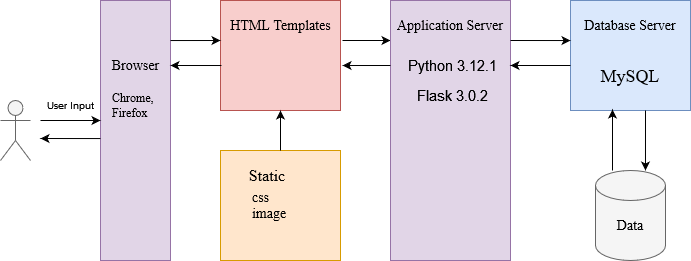 User Input
Browser
Chrome,
Firefox
HTML Templates
Static
css
image
Application Server
Python 3.12.1
Flask 3.0.2
Database Server
MySQL
Data